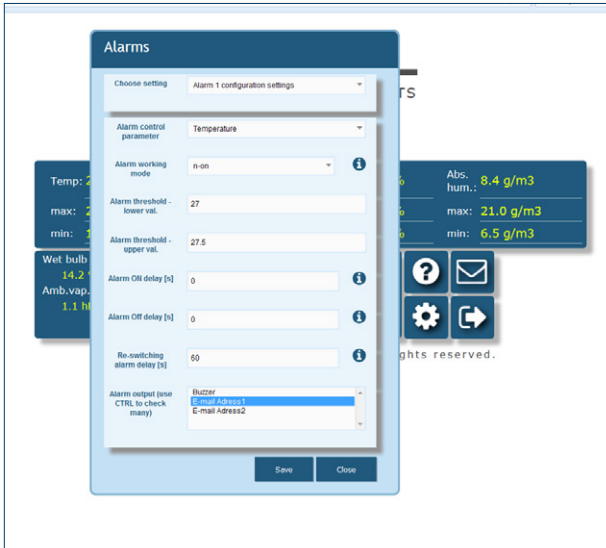 Alarms
Choose setting
Alarm 1 configuration settings
Alarm control
parameter
Temperature
Alarm working
mode
n-on
Alarm threshold -
lower val.
27
Alarm threshold -
upper val.
27.5
Alarm ON delay [s]
0
Alarm Off delay [s]
0
Re-switching
alarm delay [s]
60
Alarm output (use
CTRL to check
many)
Buzzer
E-mail Adress1
E-mail Adress2
Save
Close
TS
Temp:
max:
min:
Abs.
hum.:
8.4 g/m3
max: 21.0 g/m3
min: 6.5 g/m3
Wet bulb
14.2
Amb.vap.
1.1
ghts reserved.